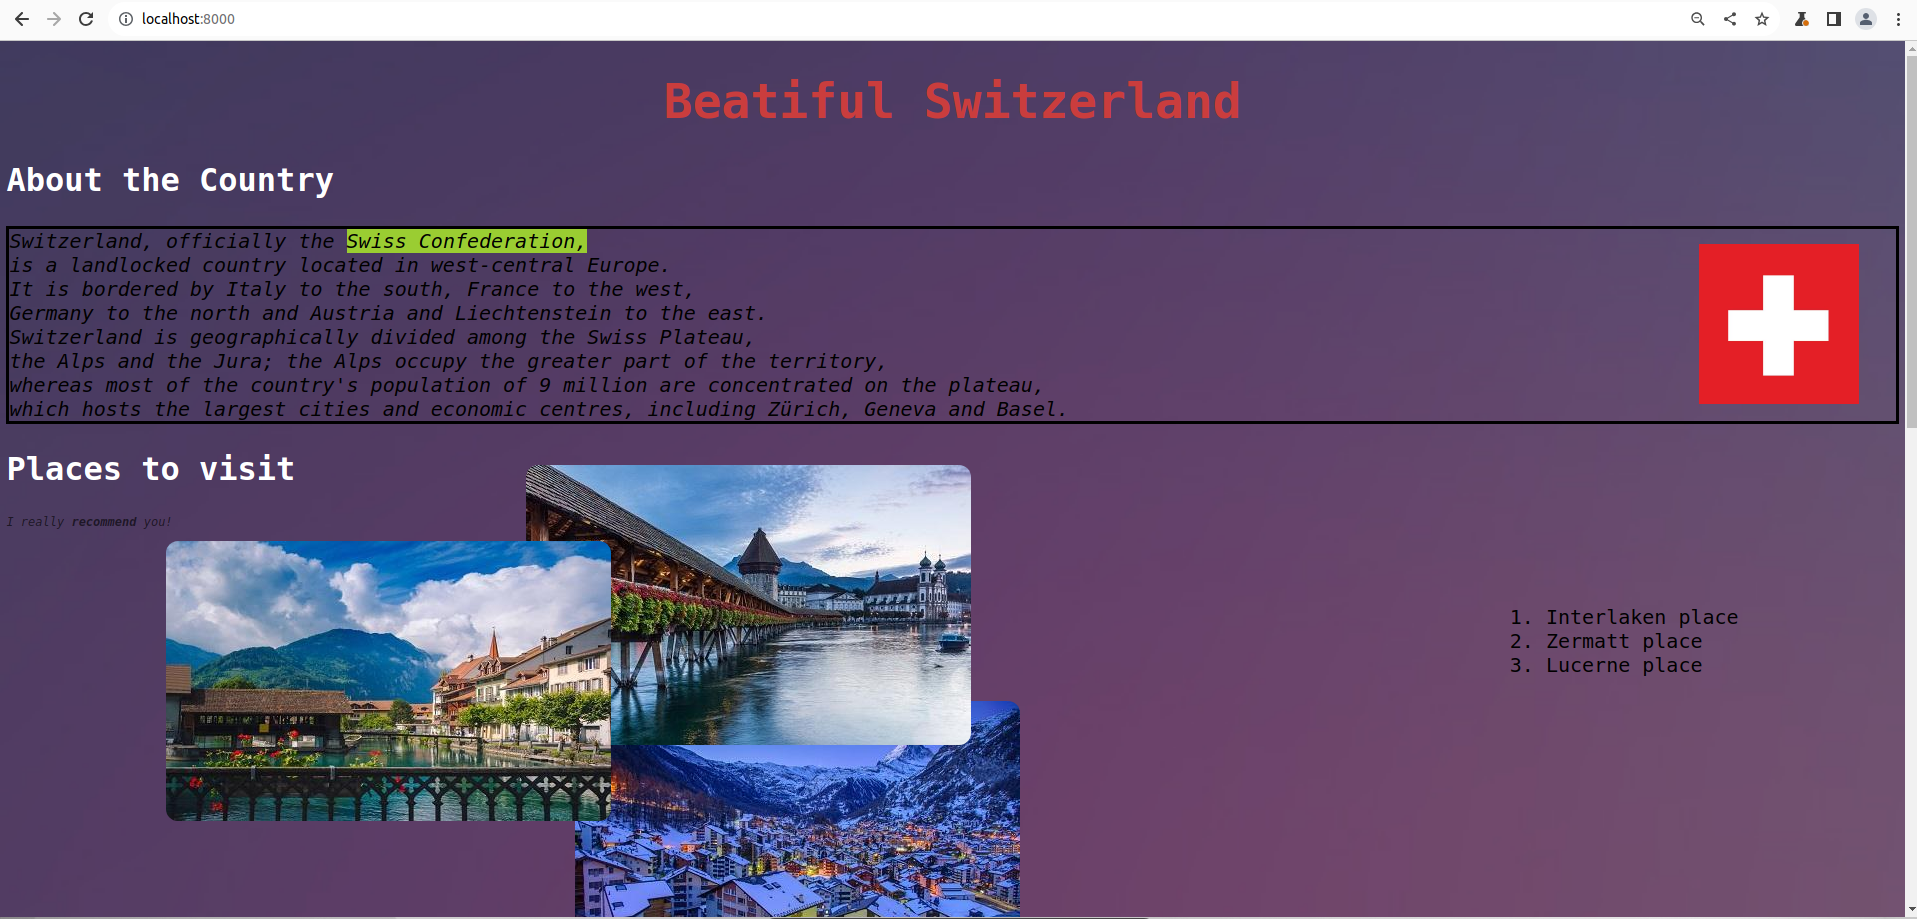 localhost:8000
Beatiful Switzerland
About the Country
Switzerland, officially the Swiss Confederation,
is a landlocked country located in west-central Europe.
It is bordered by Italy to the south, France to the west,
Germany to the north and Austria and Liechtenstein to the east.
Switzerland is geographically divided among the Swiss Plateau,
the Alps and the Jura; the Alps occupy the greater part of the territory,
whereas most of the country's population of 9 million are concentrated on the plateau,
which hosts the largest cities and economic centres, including Zürich, Geneva and Basel.
Places to visit
I really recommend you!
1. Interlaken place
2. Zermatt place
3. Lucerne place